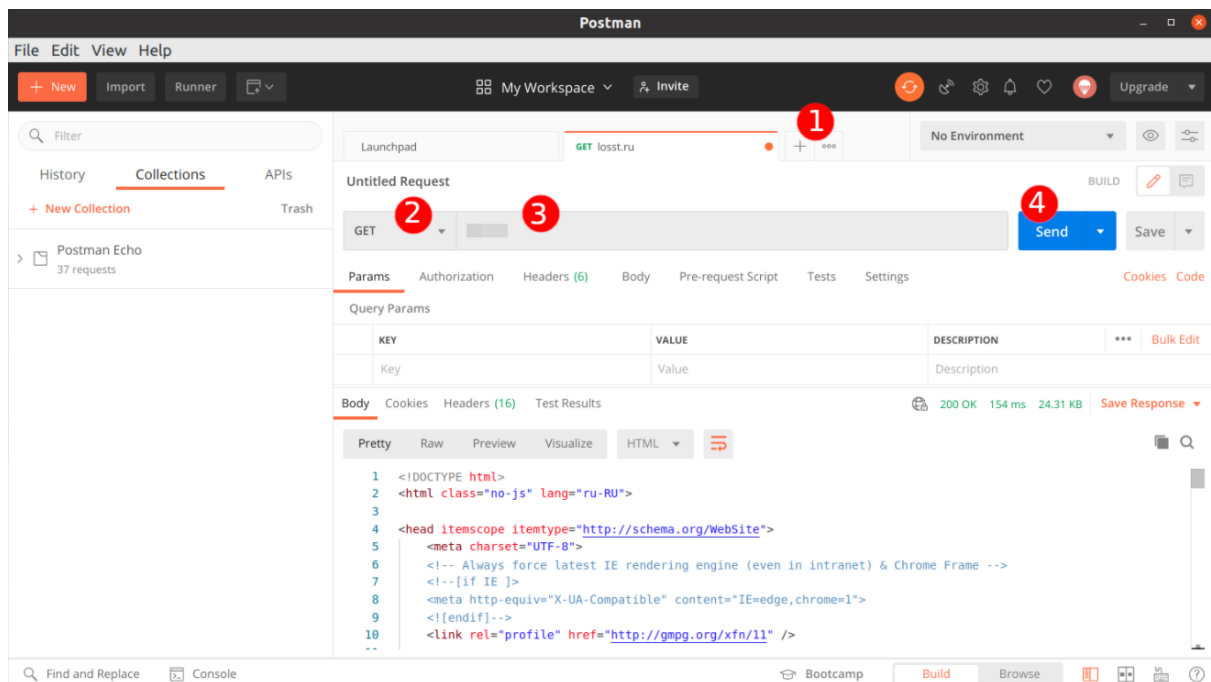 Postman
File Edit View Help
+ New Import Runner My Workspace Invite Upgrade
Filter
1
No Environment
Launchpad GET losst.ru + ooo
History Collections APIs
Untitled Request BUILD
+ New Collection Trash
2 3 4
GET Send Save
Postman Echo
37 requests
Params Authorization Headers (6) Body Pre-request Script Tests Settings Cookies Code
Query Params
KEY VALUE DESCRIPTION ••• Bulk Edit
Key Value Description
Body Cookies Headers (16) Test Results 200 OK 154 ms 24.31 KB Save Response
Pretty Raw Preview Visualize HTML
1 <!DOCTYPE html>
2 <html class="no-js" lang="ru-RU">
3
4 <head itemscope itemtype="http://schema.org/WebSite">
5 <meta charset="UTF-8">
6 <!-- Always force latest IE rendering engine (even in intranet) & Chrome Frame -->
7 <!--[if IE ]>
8 <meta http-equiv="X-UA-Compatible" content="IE=edge,chrome=1">
9 <![endif]-->
10 <link rel="profile" href="http://gmpg.org/xfn/11" />
Find and Replace Console Bootcamp Build Browse